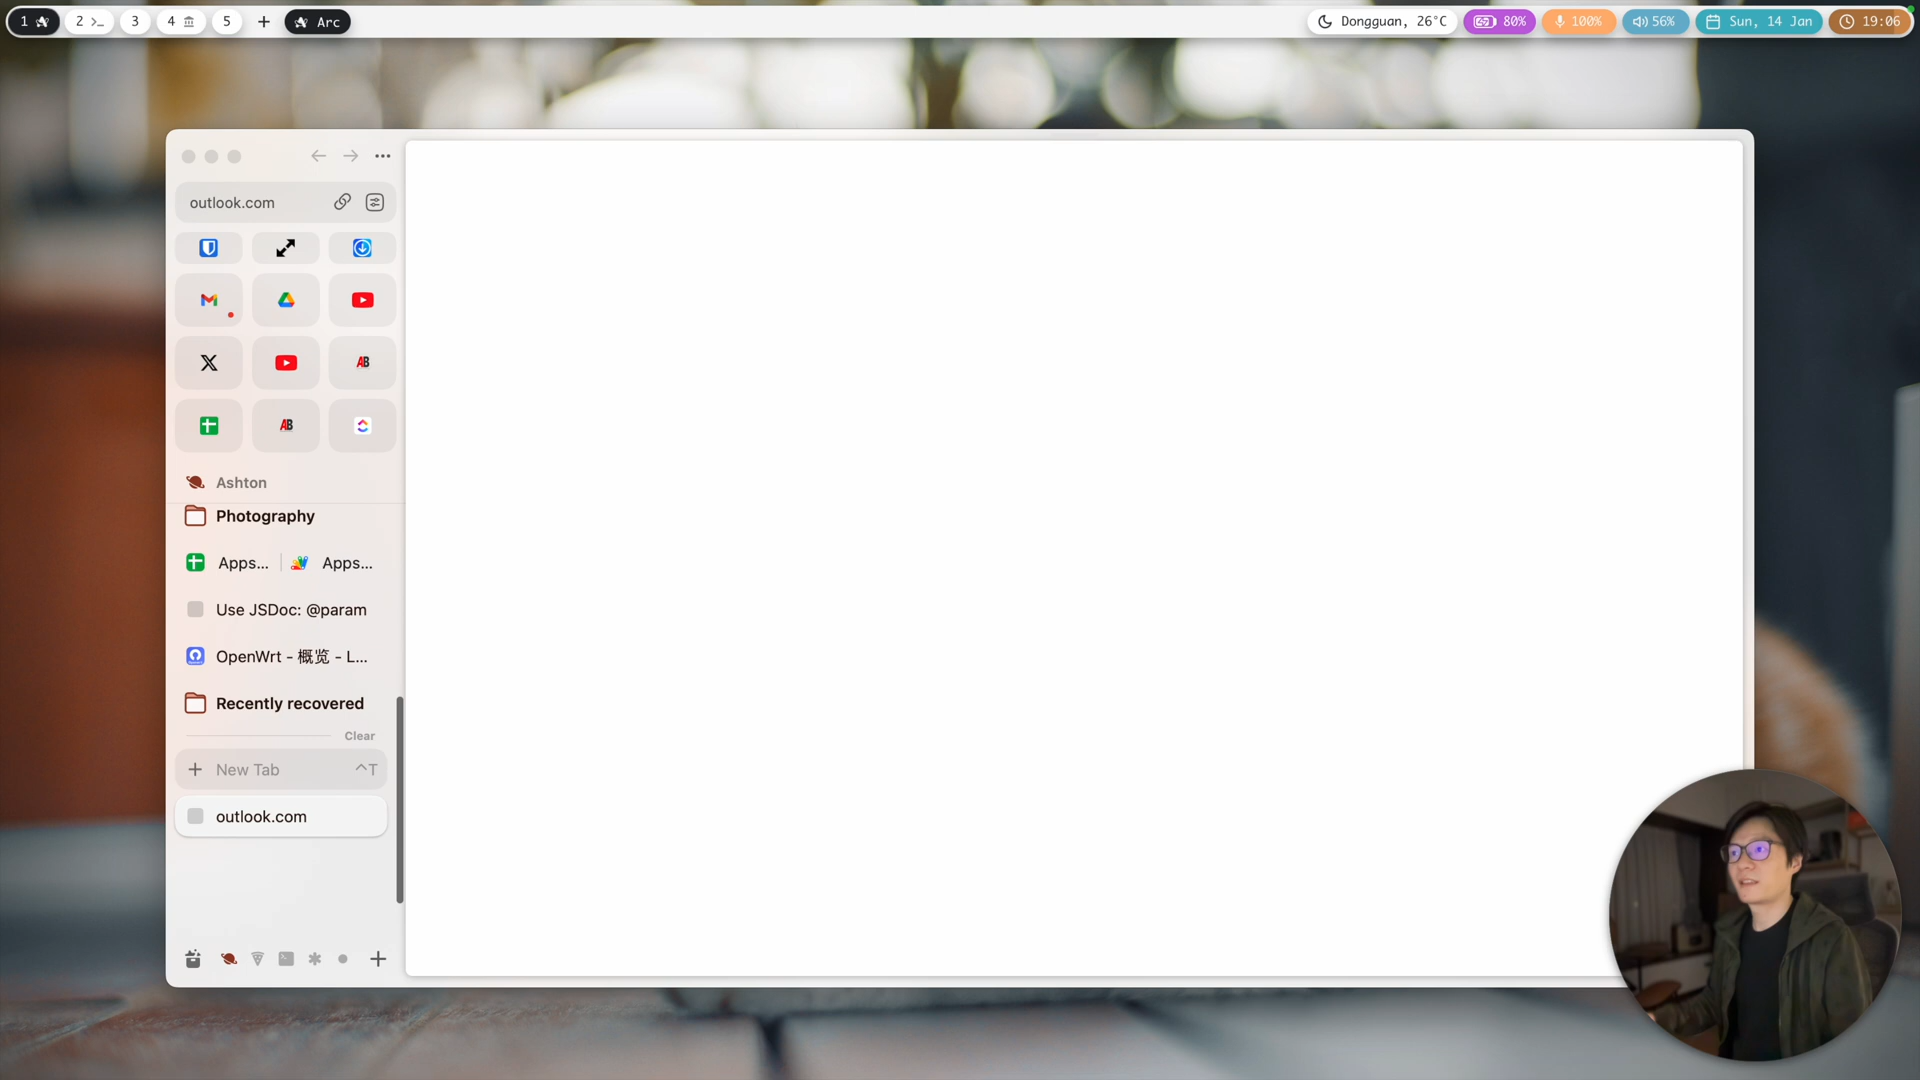 1
2
3
4
5
Arc
Dongguan, 26°C
80%
100%
56%
Sun, 14 Jan
19:06
outlook.com
AB
AB
Ashton
Photography
Apps...
Apps...
Use JSDoc: @param
OpenWrt - 概览 - L...
Recently recovered
Clear
New Tab
^T
outlook.com